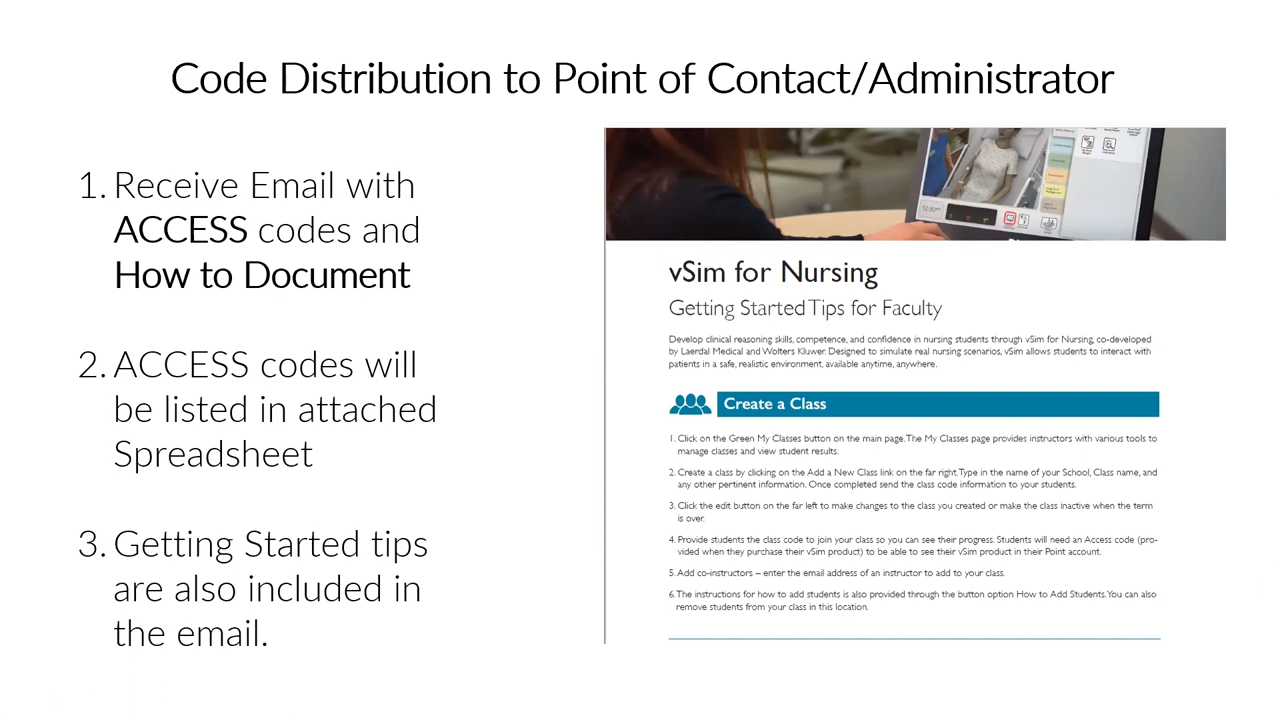 Code Distribution to Point of Contact/Administrator
1. Receive Email with
ACCESS codes and
How to Document
2. ACCESS codes will
be listed in attached
Spreadsheet
3. Getting Started tips
are also included in
the email.
vSim for Nursing
Getting Started Tips for Faculty
Develop clinical reasoning skills, competence, and confidence in nursing students through vSim for Nursing, co-developed
by Laerdal Medical and Wolters Kluwer. Designed to simulate real nursing scenarios, vSim allows students to interact with
patients in a safe, realistic environment, available anytime, anywhere.
Create a Class
1. Click on the Green My Classes button on the main page. The My Classes page provides instructors with various tools to
manage classes and view student results.
2. Create a class by clicking on the Add a New Class link on the far right. Type in the name of your School, Class name, and
any other pertinent information. Once completed send the class code information to your students.
3. Click the edit button on the far left to make changes to the class you created or make the class inactive when the term
is over.
4. Provide students the class code to join your class so you can see their progress. Students will need an Access code (pro-
vided when they purchase their vSim product) to be able to see their vSim product in their Point account.
5. Add co-instructors – enter the email address of an instructor to add to your class.
6. The instructions for how to add students is also provided through the button option How to Add Students. You can also
remove students from your class in this location.